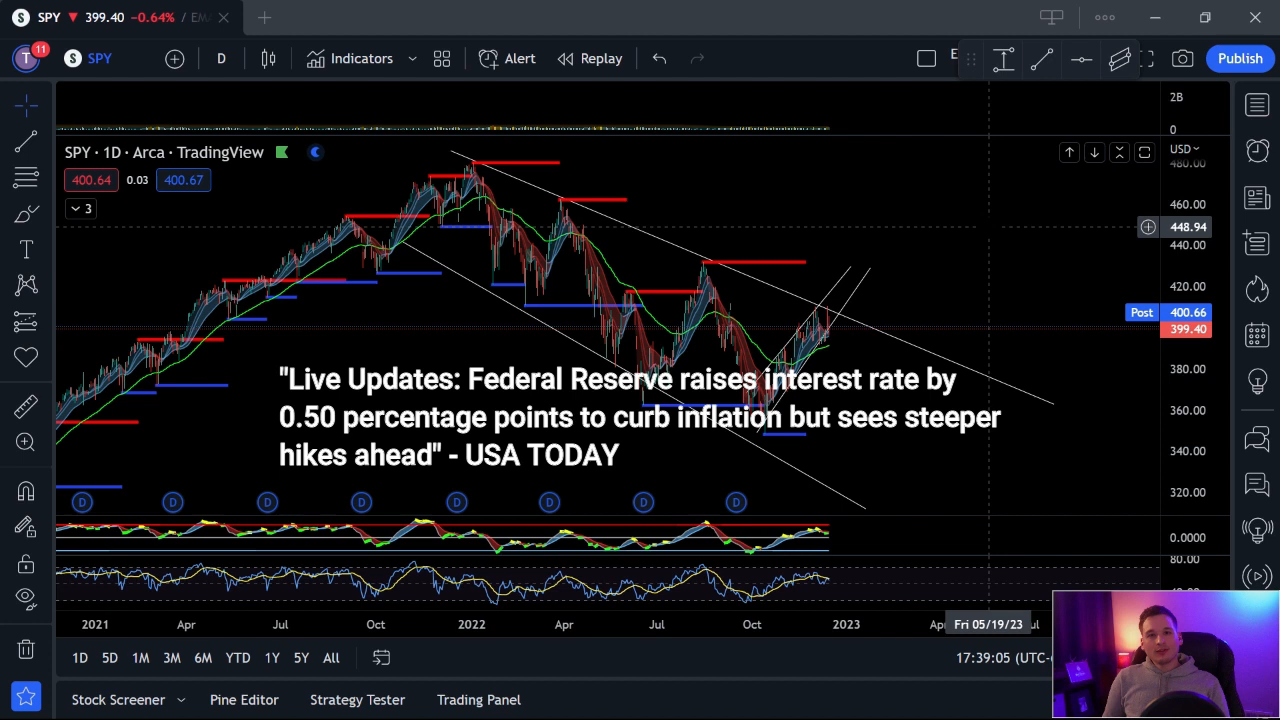 SPY ▼ 399.40 −0.64% / EMA
T 11 S SPY D Indicators Alert Replay E Publish
2B
0
SPY · 1D · Arca · TradingView
USD
480.00
400.64 0.03 400.67
3
460.00
448.94
440.00
420.00
Post 400.66
399.40
380.00
360.00
340.00
320.00
"Live Updates: Federal Reserve raises interest rate by
0.50 percentage points to curb inflation but sees steeper
hikes ahead" - USA TODAY
D D D D D D D D
0.0000
80.00
2021 Apr Jul Oct 2022 Apr Jul Oct 2023 Fri 05/19/23
1D 5D 1M 3M 6M YTD 1Y 5Y All
17:39:05 (UTC-
Stock Screener Pine Editor Strategy Tester Trading Panel